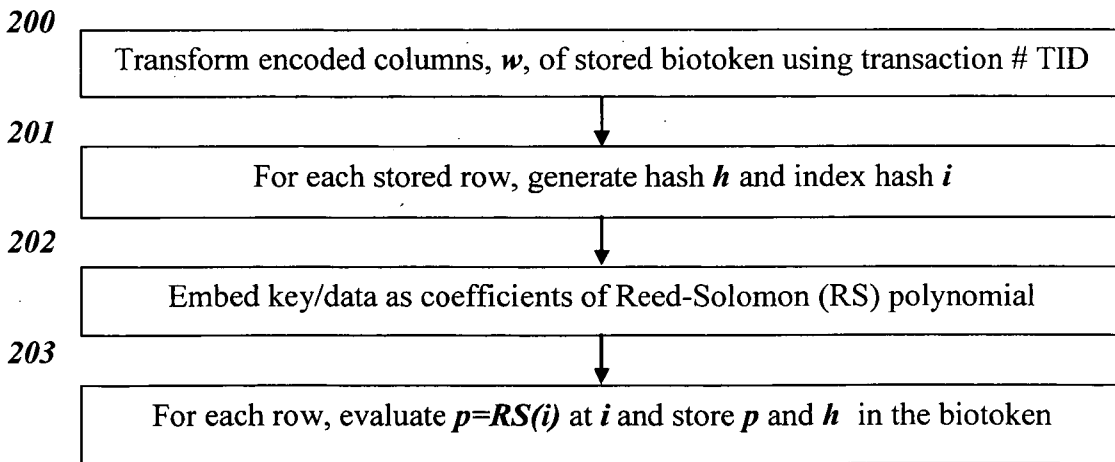 200
Transform encoded columns, w, of stored biotoken using transaction # TID
201
For each stored row, generate hash h and index hash i
202
Embed key/data as coefficients of Reed-Solomon (RS) polynomial
203
For each row, evaluate p=RS(i) at i and store p and h in the biotoken